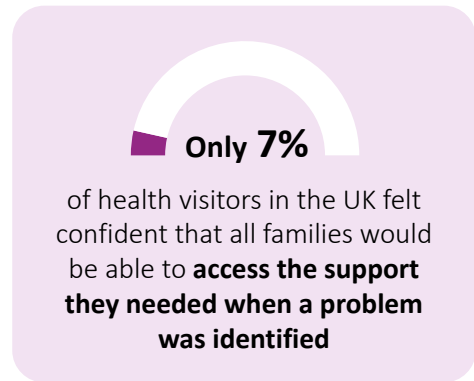 Only 7%
of health visitors in the UK felt
confident that all families would
be able to access the support
they needed when a problem
was identified